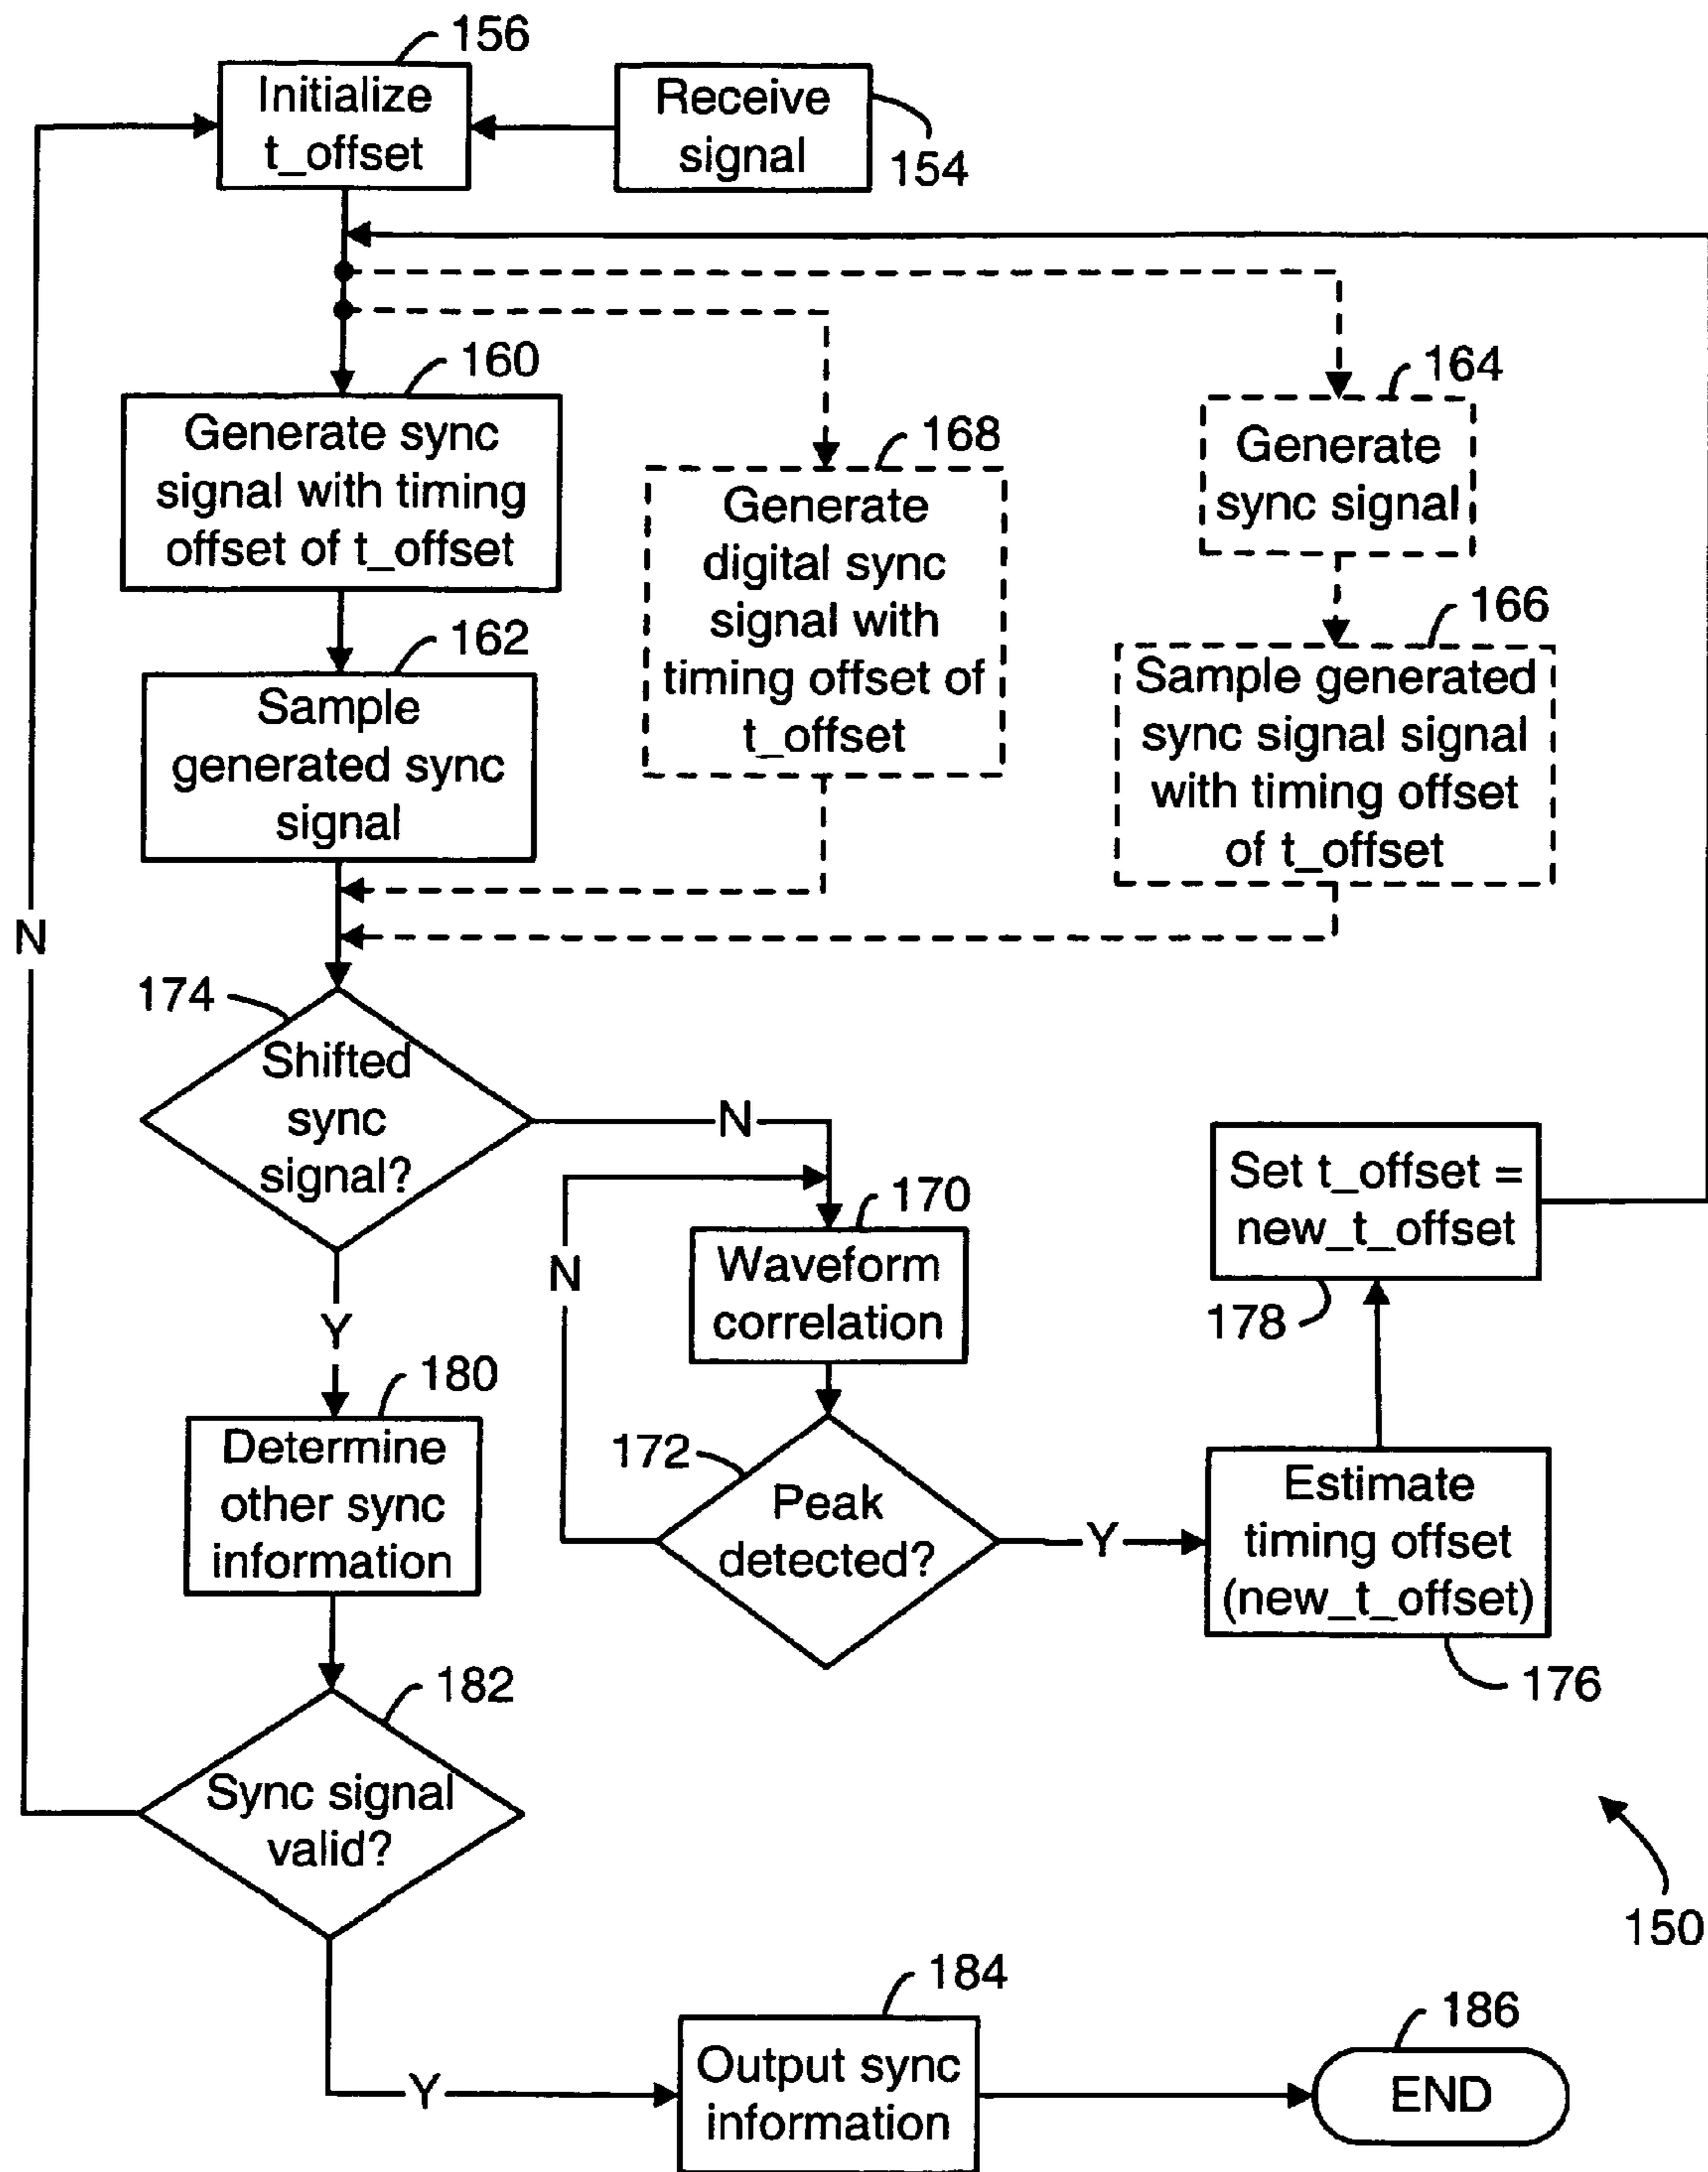 156
Initialize
t_offset
Receive
signal
154
160
Generate sync
signal with timing
offset of t_offset
168
Generate
digital sync
signal with
timing offset of
t_offset
164
Generate
sync signal
166
Sample generated
sync signal signal
with timing offset
of t_offset
162
Sample
generated sync
signal
N
174
Shifted
sync
signal?
N
Y
170
Waveform
correlation
N
172
Peak
detected?
Y
Set t_offset =
new_t_offset
178
Estimate
timing offset
(new_t_offset)
176
180
Determine
other sync
information
182
Sync signal
valid?
Y
184
Output sync
information
186
END
150